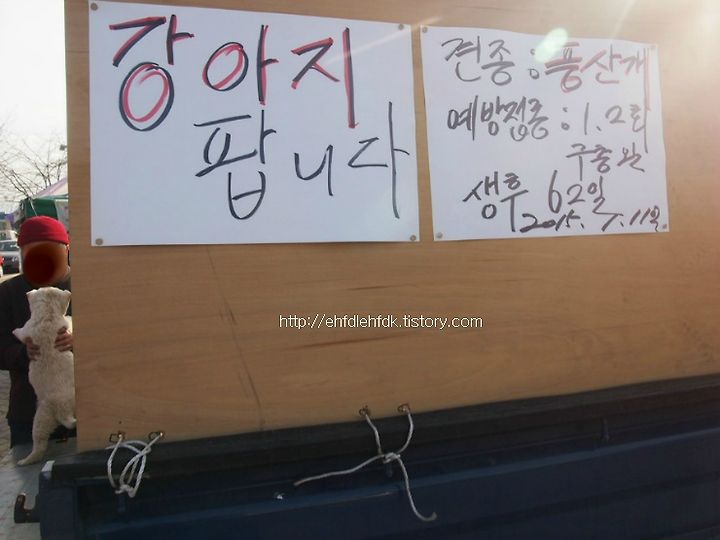 강아지
팝니다
견종 : 풍산개
예방접종 : 1. 2회
구충 완
생후 62일
2015. 1. 11일
http://ehfdlehfdk.tistory.com